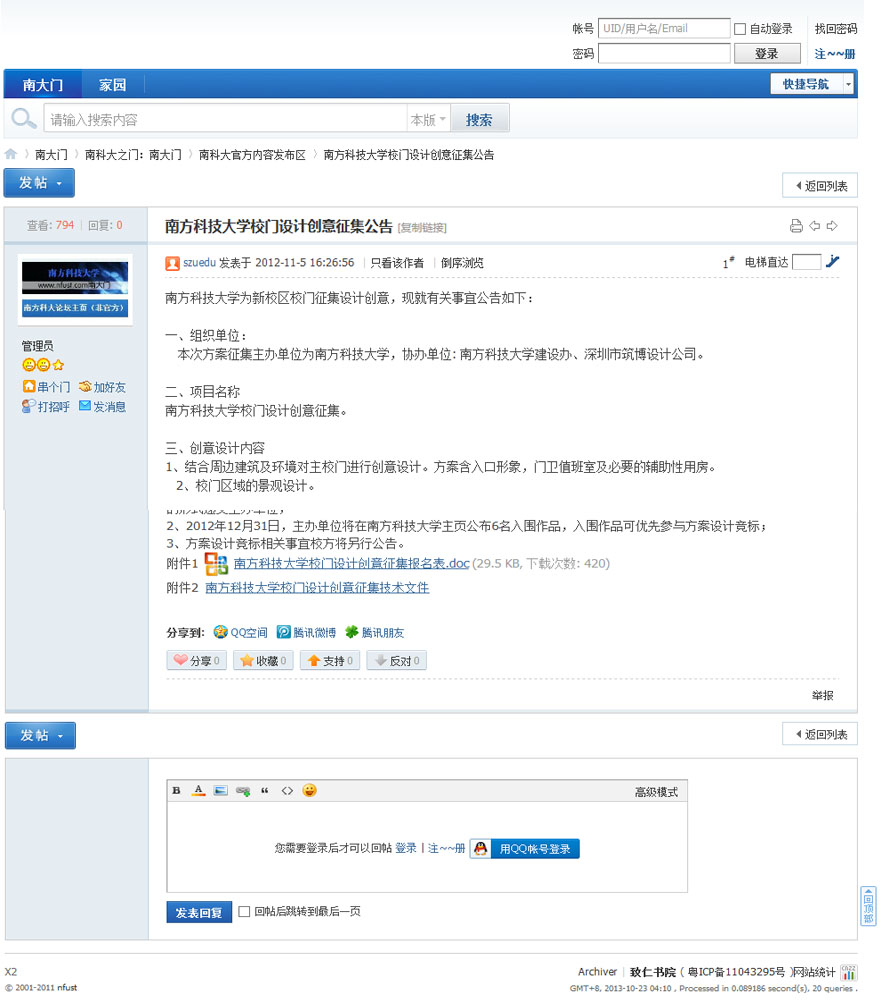 帐号 UID/用户名/Email 自动登录 找回密码
密码 登录 注~~册
南大门 家园 快捷导航
请输入搜索内容 本版 搜索
南大门 南科大之门：南大门 南科大官方内容发布区 南方科技大学校门设计创意征集公告
发帖 返回列表
查看: 794 回复: 0 南方科技大学校门设计创意征集公告 [复制链接]
szuedu 发表于 2012-11-5 16:26:56 只看该作者 倒序浏览 1# 电梯直达
南方科技大学
www.nfust.com南大门
南方科大论坛主页（非官方）
管理员
串个门 加好友
打招呼 发消息
南方科技大学为新校区校门征集设计创意，现就有关事宜公告如下：
一、组织单位：
本次方案征集主办单位为南方科技大学，协办单位: 南方科技大学建设办、深圳市筑博设计公司。
二、项目名称
南方科技大学校门设计创意征集。
三、创意设计内容
1、结合周边建筑及环境对主校门进行创意设计。方案含入口形象，门卫值班室及必要的辅助性用房。
2、校门区域的景观设计。
2、2012年12月31日，主办单位将在南方科技大学主页公布6名入围作品，入围作品可优先参与方案设计竞标；
3、方案设计竞标相关事宜校方将另行公告。
附件1 南方科技大学校门设计创意征集报名表.doc (29.5 KB, 下载次数: 420)
附件2 南方科技大学校门设计创意征集技术文件
分享到: QQ空间 腾讯微博 腾讯朋友
分享 0 收藏 0 支持 0 反对 0
举报
发帖 返回列表
B A “ <> 高级模式
您需要登录后才可以回帖 登录 | 注~~册 用QQ帐号登录
发表回复 回帖后跳转到最后一页
回顶部
X2 Archiver | 致仁书院 ( 粤ICP备11043295号 )网站统计
© 2001-2011 nfust GMT+8, 2013-10-23 04:10 , Processed in 0.089186 second(s), 20 queries .